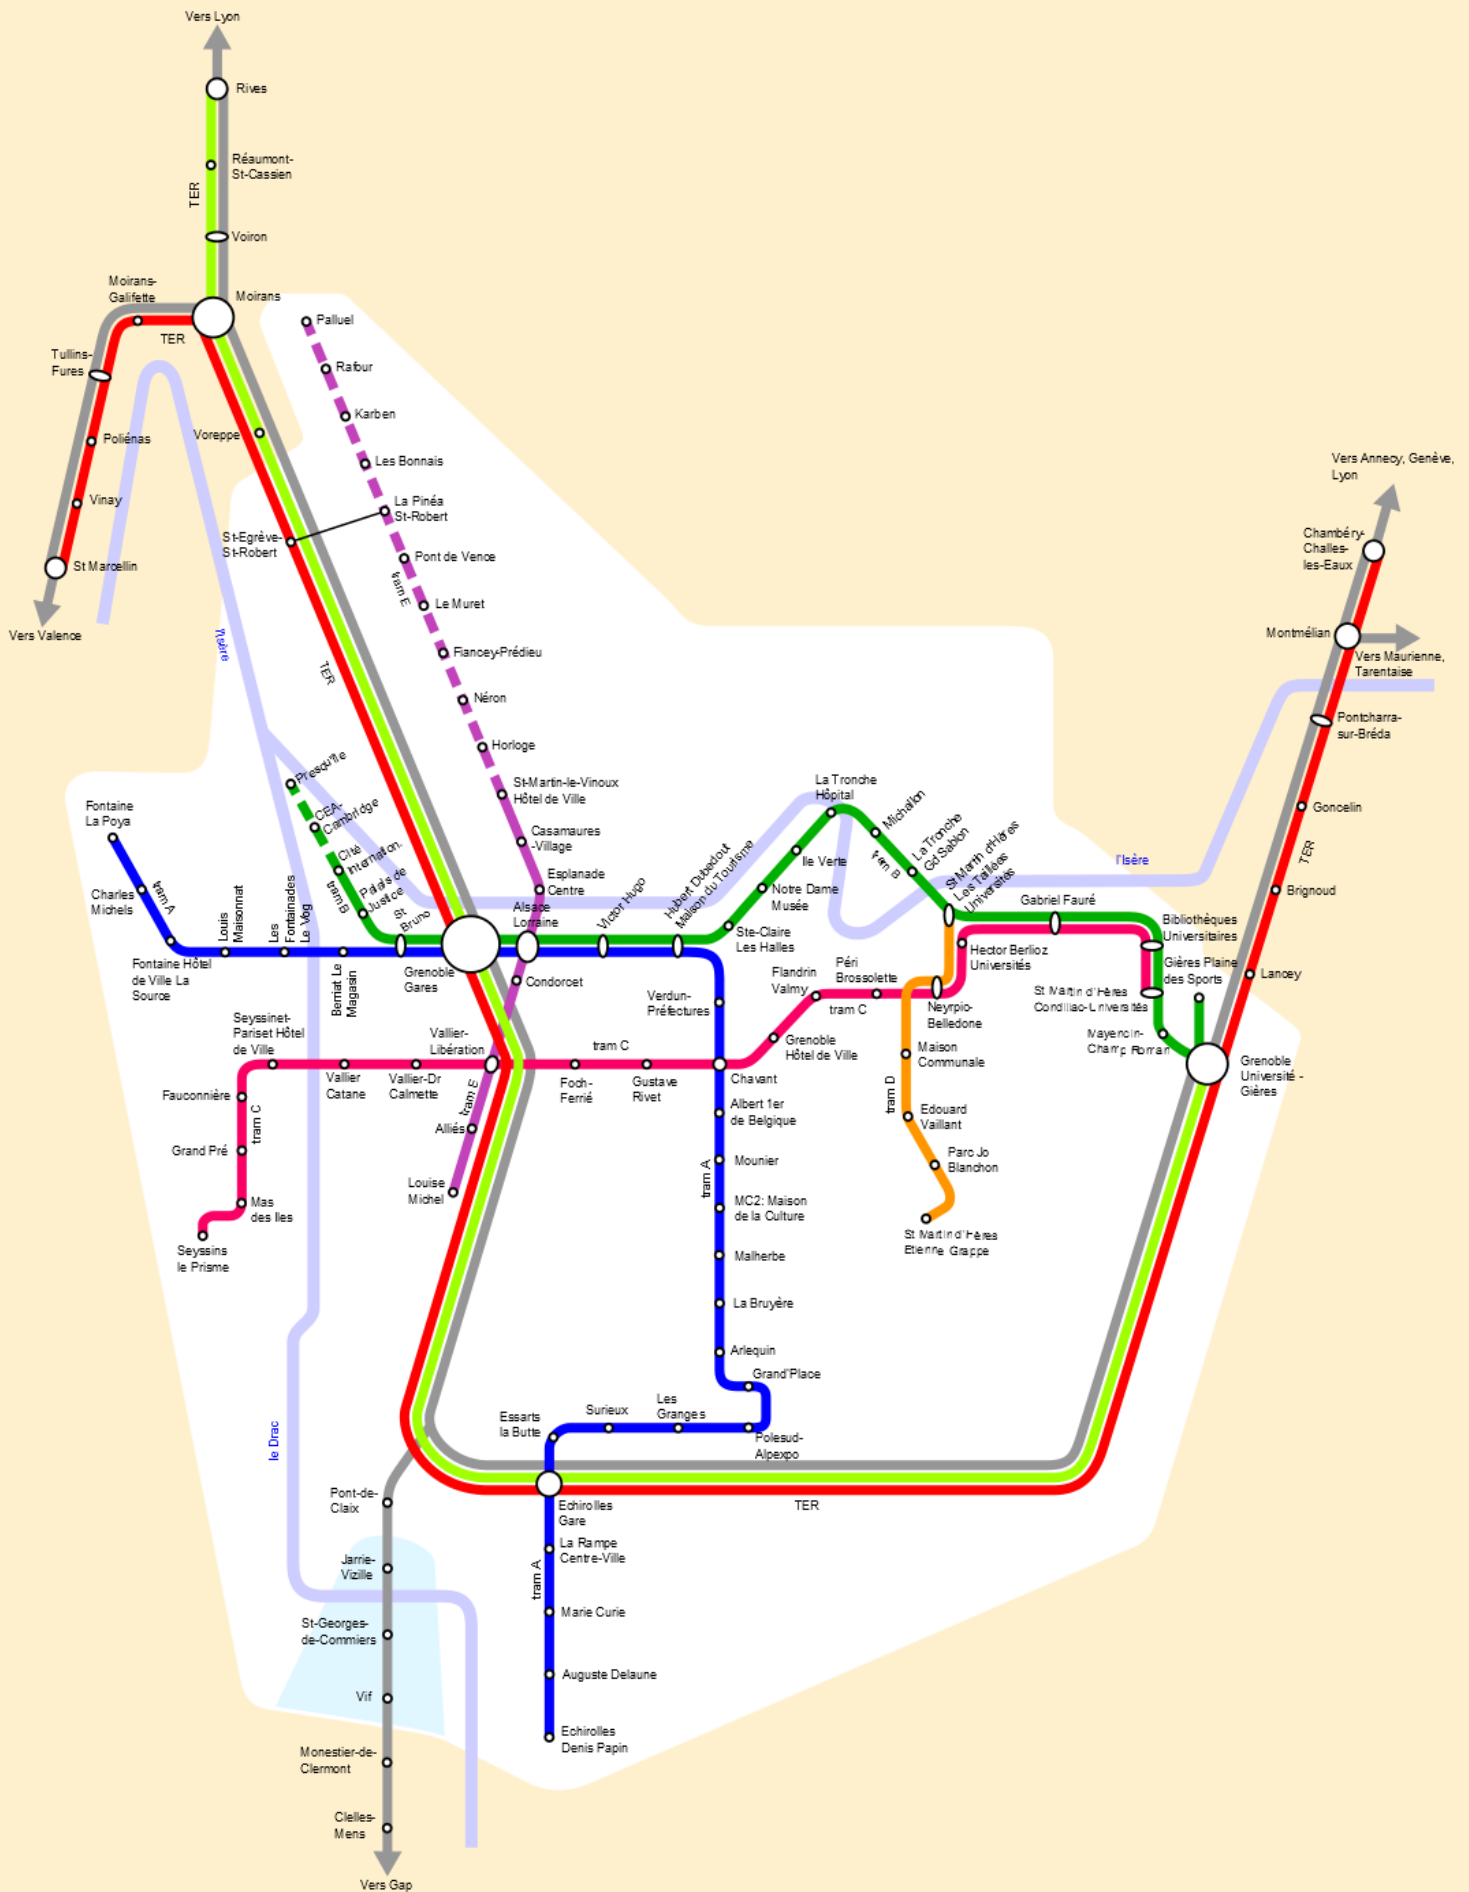 Vers Lyon
Rives
Réaumont-
St-Cassien
TER
Voiron
Moirans-
Galifette
Moirans
TER
Palluel
Tullins-
Fures
Rafour
Karben
Poliénas
Voreppe
Les Bonnais
Vers Annecy, Genève,
Lyon
Vinay
La Pinéa
St-Robert
St-Egrève-
St-Robert
Chambéry-
Challes-
les-Eaux
St Marcellin
Pont de Vence
tram E
Le Muret
Vers Valence
l'Isère
Montmélian
Vers Maurienne,
Tarentaise
Fiancey-Prédieu
TER
Néron
Pontcharra-
sur-Bréda
Horloge
Presqu'île
St-Martin-le-Vinoux
Hôtel de Ville
La Tronche
Hôpital
Goncelin
Fontaine
La Poya
CEA-
Cambridge
Michallon
Casamaures
-Village
La Tronche
Gd Sablon
St Martin d'Hères
Les Taillées
Universités
TER
Cité
Internation.
tram B
tram B
Ile Verte
l'Isère
Hubert Dubedout
Maison du Tourisme
Esplanade
Centre
Charles
Michels
tram A
Palais de
Justice
Notre Dame
Musée
Brignoud
Gabriel Fauré
Louis
Maisonnat
Les
Fontainades
Le Vog
St
Bruno
Alsace
Lorraine
Victor Hugo
Ste-Claire
Les Halles
Bibliothèques
Universitaires
Fontaine Hôtel
de Ville La
Source
Berriat Le
Magasin
Grenoble
Gares
Condorcet
Flandrin
Valmy
Péri
Brossolette
Hector Berlioz
Universités
Gières Plaine
des Sports
Lancey
Verdun-
Préfectures
tram C
Neyrpic-
Belledone
St Martin d'Hères
Condillac-Universités
Seyssinet-
Pariset Hôtel
de Ville
Vallier-
Libération
tram C
Grenoble
Hôtel de Ville
Maison
Communale
Mayencin-
Champ Roman
Grenoble
Université -
Gières
Vallier
Catane
Vallier-Dr
Calmette
Foch-
Ferrié
Gustave
Rivet
Chavant
Fauconnière
tram C
tram E
tram D
Albert 1er
de Belgique
Edouard
Vaillant
Alliés
Grand Pré
Mounier
Parc Jo
Blanchon
tram A
Louise
Michel
Mas
des Iles
MC2: Maison
de la Culture
Seyssins
le Prisme
St Martin d'Hères
Etienne Grappe
Malherbe
La Bruyère
Arlequin
Grand'Place
Les
Granges
Surieux
Essarts
la Butte
Polesud-
Alpexpo
le Drac
Pont-de-
Claix
Echirolles
Gare
TER
La Rampe
Centre-Ville
Jarrie-
Vizille
tram A
Marie Curie
St-Georges-
de-Commiers
Auguste Delaune
Vif
Echirolles
Denis Papin
Monestier-de-
Clermont
Clelles-
Mens
Vers Gap